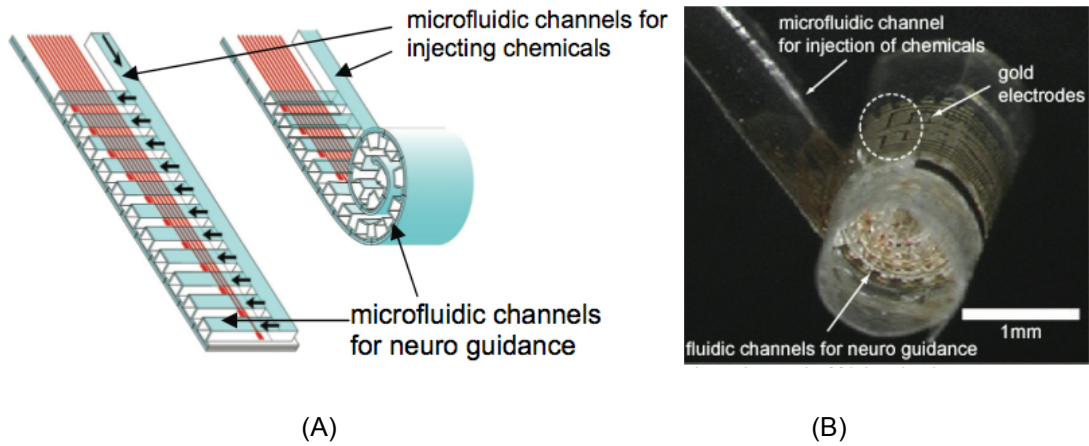 microfluidic channels for
injecting chemicals
microfluidic channels
for neuro guidance
(A)
microfluidic channel
for injection of chemicals
gold
electrodes
1mm
fluidic channels for neuro guidance
(B)